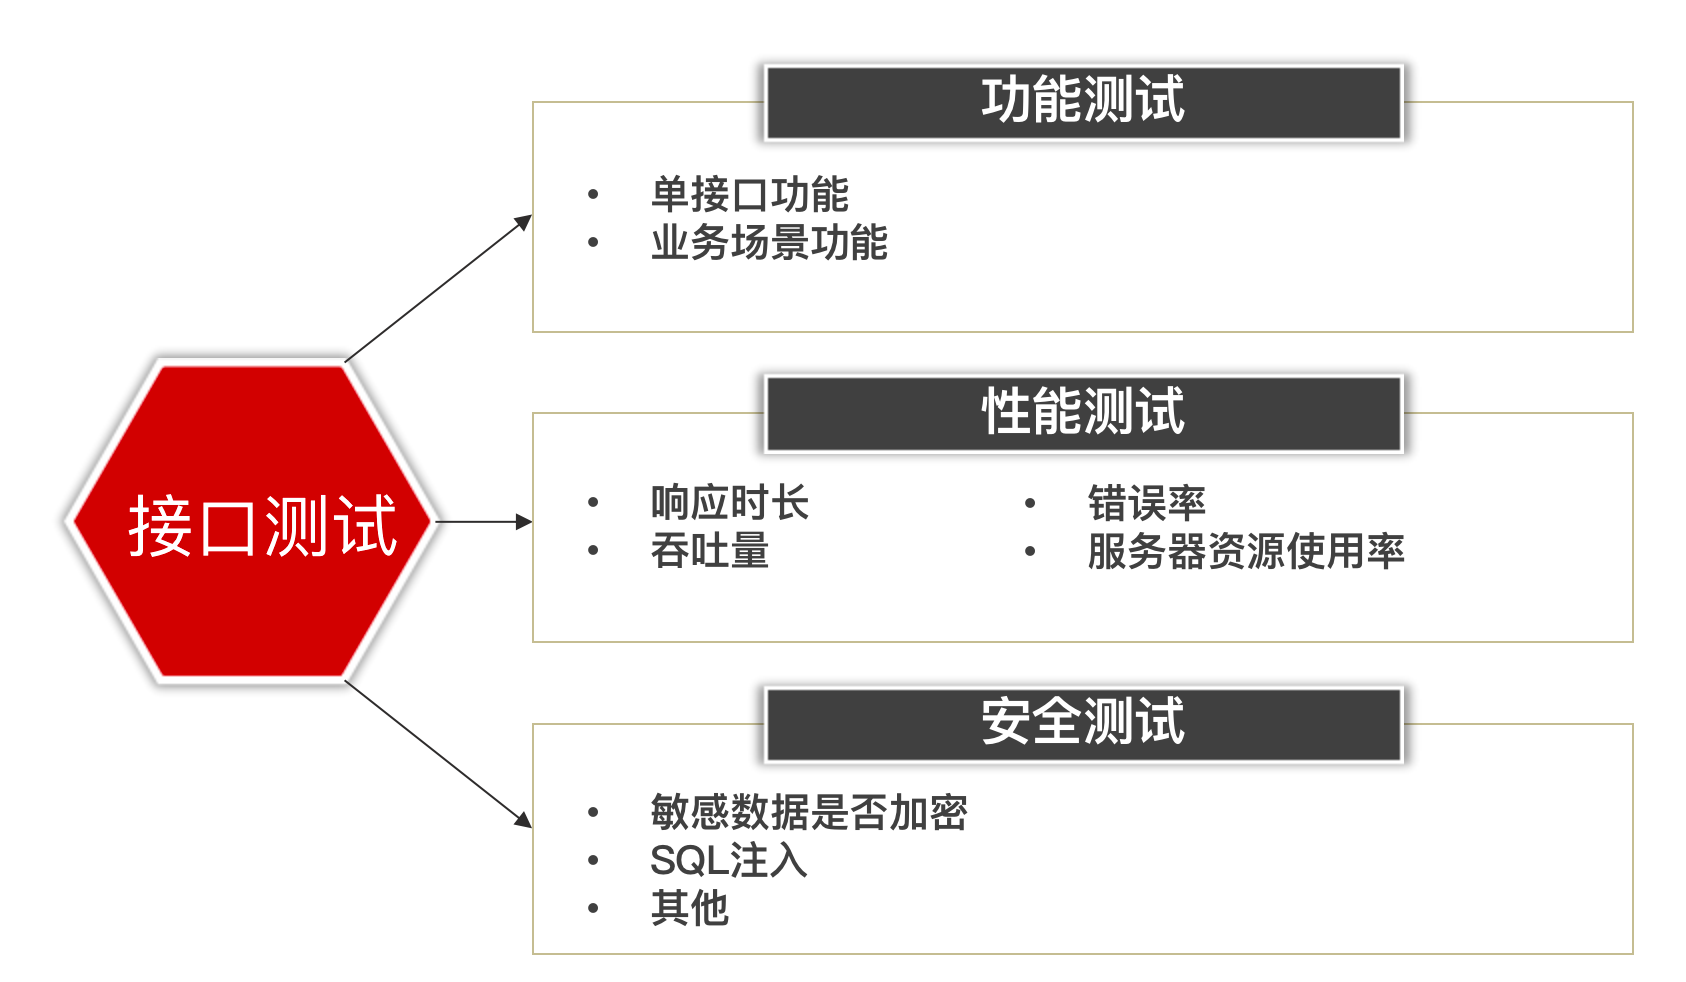 接口测试
功能测试
• 单接口功能
• 业务场景功能
性能测试
• 响应时长
• 吞吐量
• 错误率
• 服务器资源使用率
安全测试
• 敏感数据是否加密
• SQL注入
• 其他